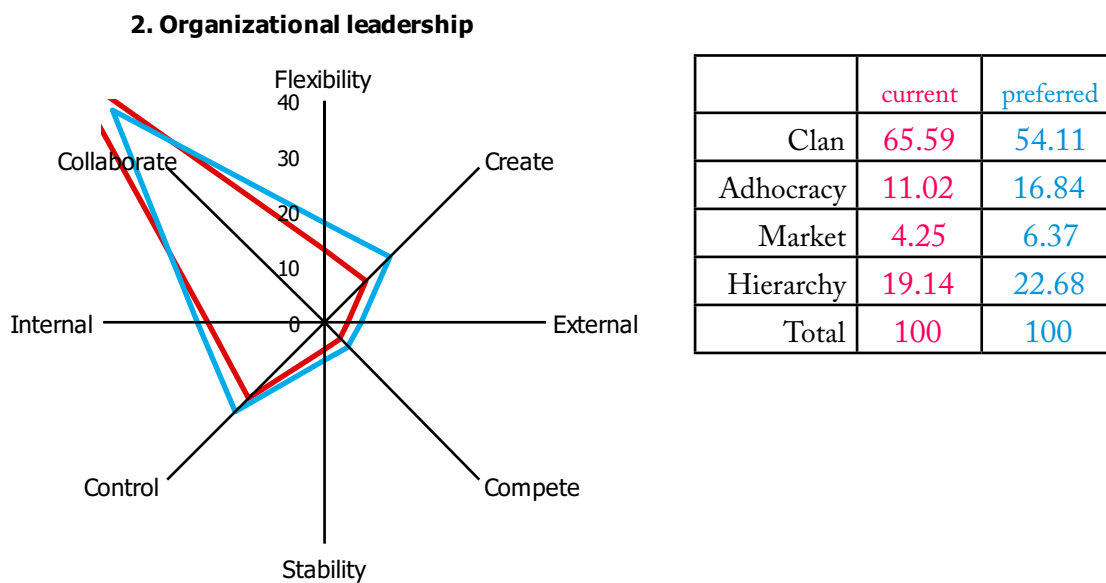 2. Organizational leadership
Flexibility
40
30
20
10
0
Collaborate
Create
Internal
External
Control
Compete
Stability
current preferred
Clan 65.59 54.11
Adhocracy 11.02 16.84
Market 4.25 6.37
Hierarchy 19.14 22.68
Total 100 100